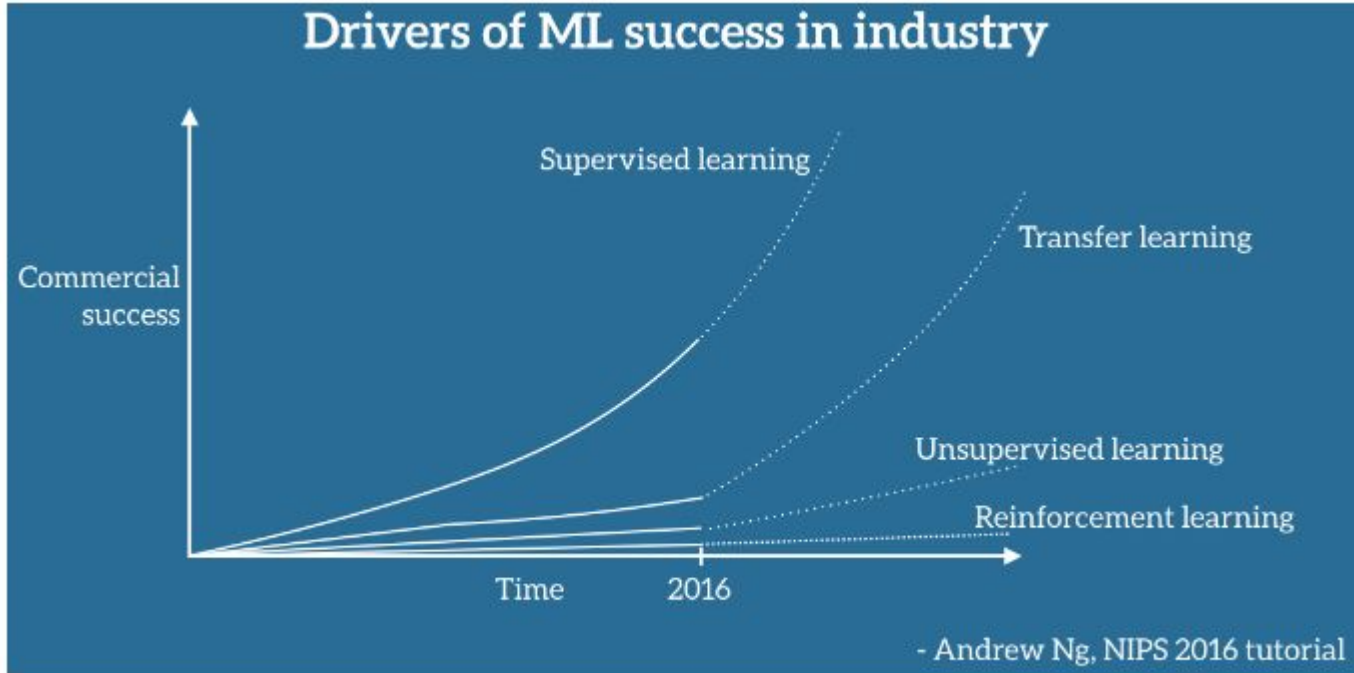 Drivers of ML success in industry
Supervised learning
Transfer learning
Commercial
success
Unsupervised learning
Reinforcement learning
Time
2016
- Andrew Ng, NIPS 2016 tutorial